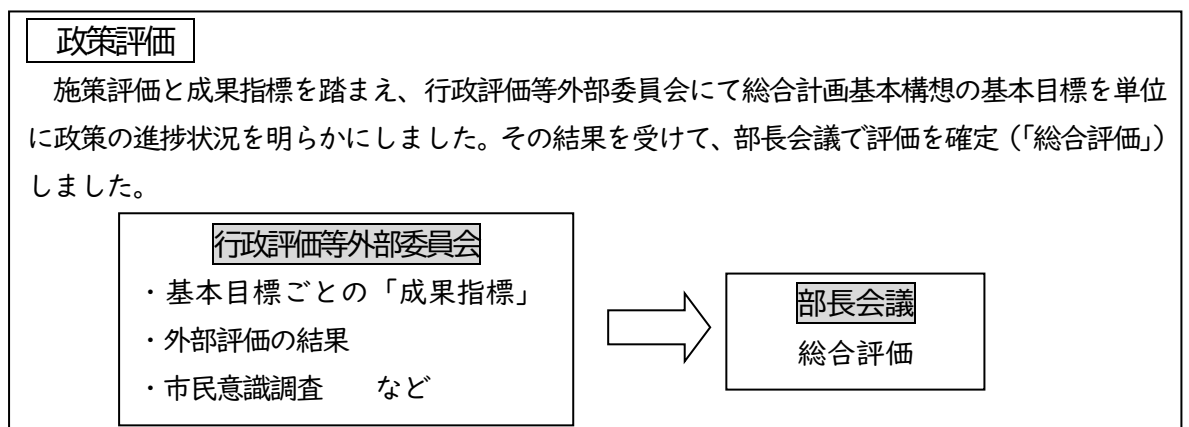 政策評価
施策評価と成果指標を踏まえ、行政評価等外部委員会にて総合計画基本構想の基本目標を単位
に政策の進捗状況を明らかにしました。その結果を受けて、部長会議で評価を確定（「総合評価」）
しました。
行政評価等外部委員会
・基本目標ごとの「成果指標」
・外部評価の結果
・市民意識調査　　など
部長会議
総合評価